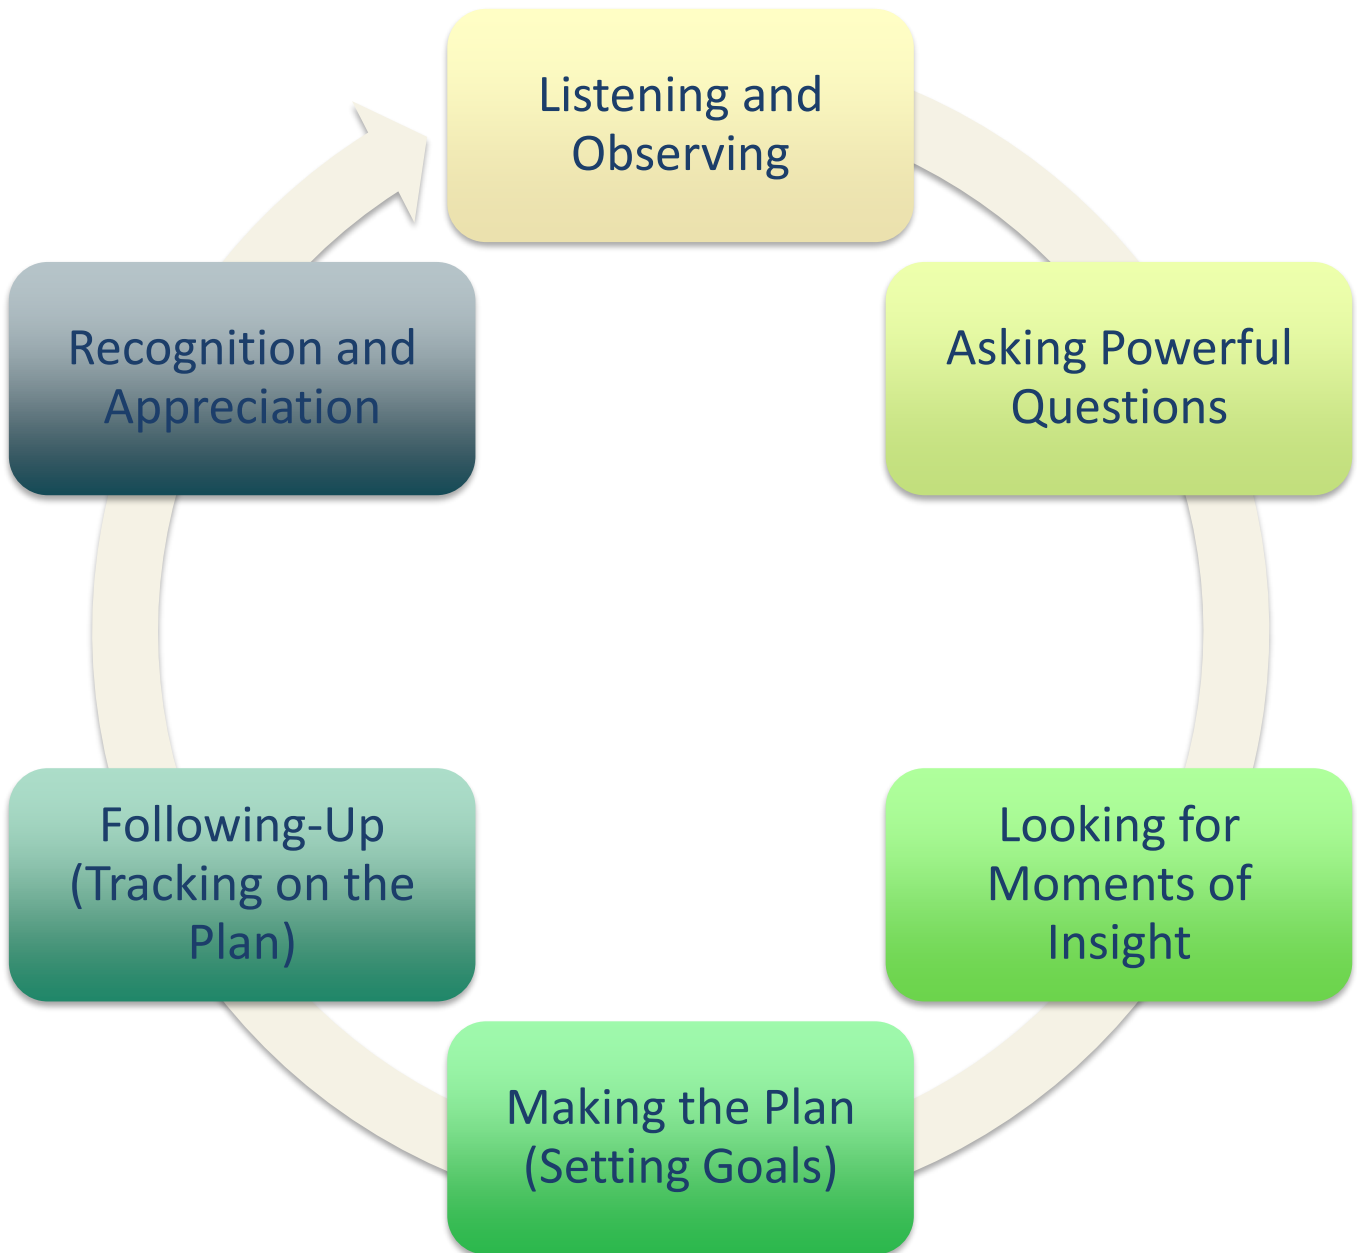 Listening and
Observing
Asking Powerful
Questions
Looking for
Moments of
Insight
Making the Plan
(Setting Goals)
Following-Up
(Tracking on the
Plan)
Recognition and
Appreciation